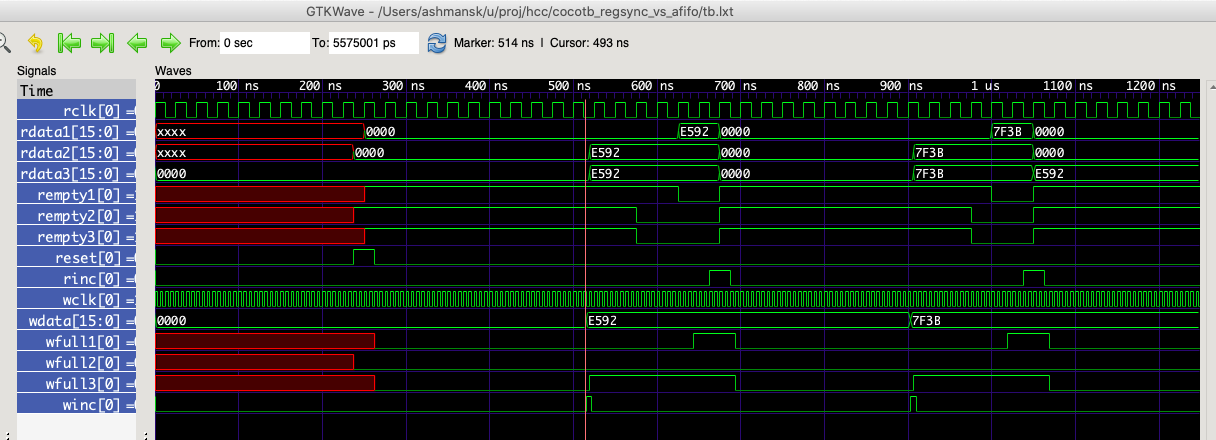 GTKWave - /Users/ashmansk/u/proj/hcc/cocotb_regsync_vs_afifo/tb.lxt
From: 0 sec To: 5575001 ps Marker: 514 ns | Cursor: 493 ns
Signals Waves
Time 0 100 ns 200 ns 300 ns 400 ns 500 ns 600 ns 700 ns 800 ns 900 ns 1 us 1100 ns 1200 ns
rclk[0] =
rdata1[15:0] = xxxx 0000 E592 0000 7F3B 0000
rdata2[15:0] = xxxx 0000 E592 0000 7F3B 0000
rdata3[15:0] = 0000 E592 0000 7F3B E592
rempty1[0] =
rempty2[0] =
rempty3[0] =
reset[0] =
rinc[0] =
wclk[0] =
wdata[15:0] = 0000 E592 7F3B
wfull1[0] =
wfull2[0] =
wfull3[0] =
winc[0] =